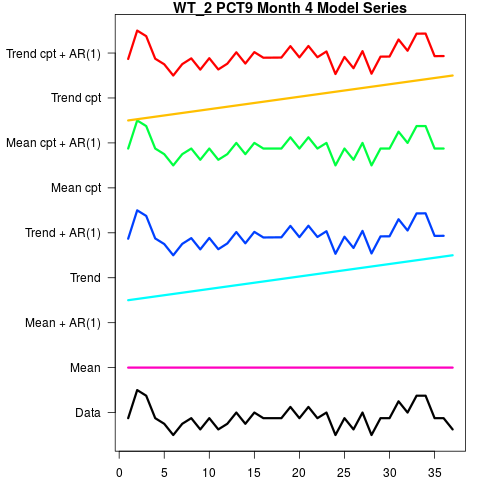 WT_2 PCT9 Month 4 Model Series
Trend cpt + AR(1)
Trend cpt
Mean cpt + AR(1)
Mean cpt
Trend + AR(1)
Trend
Mean + AR(1)
Mean
Data
0 5 10 15 20 25 30 35